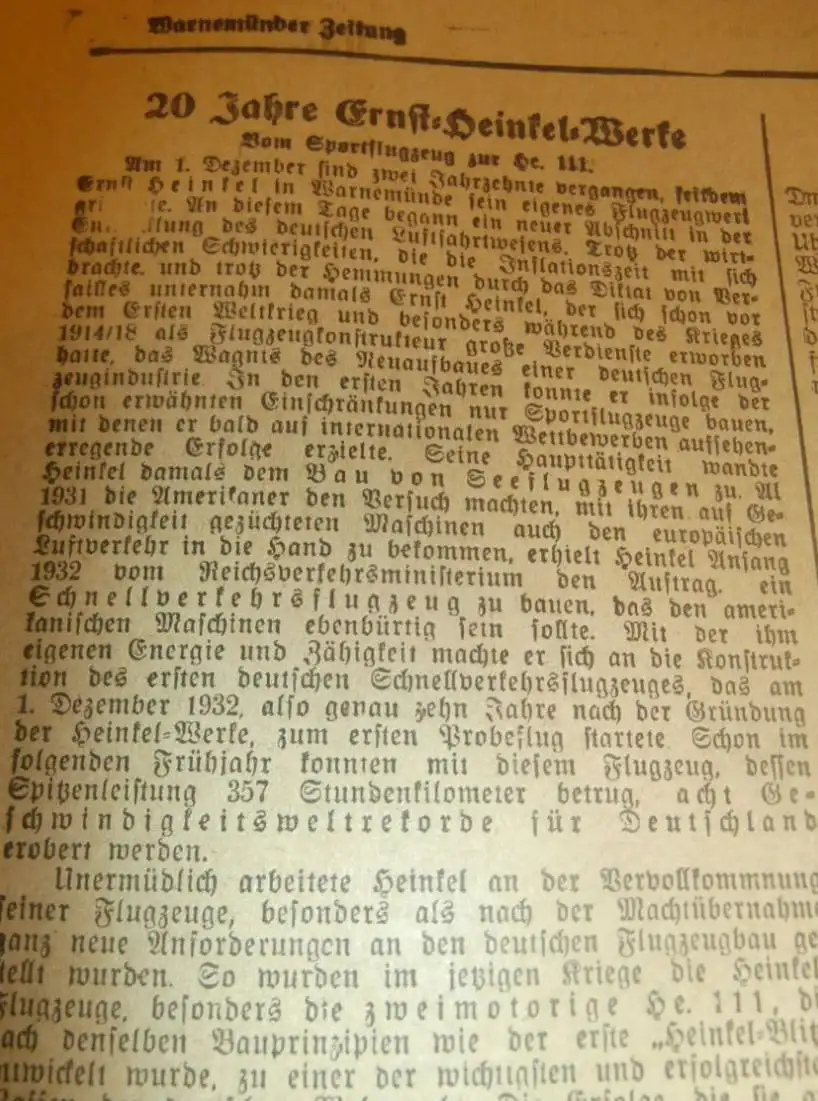 Warnemünder Zeitung
20 Jahre Ernst-Heinkel-Werke
Vom Sportflugzeug zur He. 111.
Am 1. Dezember sind zwei Jahrzehnte vergangen, seitdem
Ernst Heinkel in Warnemünde sein eigenes Flugzeugwerk
An diesem Tage begann ein neuer Abschnitt in der
des deutschen Luftfahrtwesens. Trotz der wirt-
schaftlichen Schwierigkeiten, die die Inflationszeit mit sich
brachte, und trotz der Hemmungen durch das Diktat von Ver-
sailles unternahm damals Ernst Heinkel, der sich schon vor
dem Ersten Weltkrieg und besonders während des Krieges
1914/18 als Flugzeugkonstrukteur große Verdienste erworben
hatte, das Wagnis des Neuaufbaues einer deutschen Flug-
zeugindustrie. In den ersten Jahren konnte er infolge der
schon erwähnten Einschränkungen nur Sportflugzeuge bauen,
mit denen er bald auf internationalen Wettbewerben aufsehen-
erregende Erfolge erzielte. Seine Haupttätigkeit wandte
Heinkel damals dem Bau von Seeflugzeugen zu. Al
1931 die Amerikaner den Versuch machten, mit ihren auf Ge-
schwindigkeit gezüchteten Maschinen auch den europäischen
Luftverkehr in die Hand zu bekommen, erhielt Heinkel Anfang
1932 vom Reichsverkehrsministerium den Auftrag, ein
Schnellverkehrsflugzeug zu bauen, das den ameri-
kanischen Maschinen ebenbürtig sein sollte. Mit der ihm
eigenen Energie und Zähigkeit machte er sich an die Konstruk-
tion des ersten deutschen Schnellverkehrsflugzeuges, das am
1. Dezember 1932, also genau zehn Jahre nach der Gründung
der Heinkel-Werke, zum ersten Probeflug startete. Schon im
folgenden Frühjahr konnten mit diesem Flugzeug, dessen
Spitzenleistung 357 Stundenkilometer betrug, acht Ge-
schwindigkeitsweltrekorde für Deutschland
erobert werden.
Unermüdlich arbeitete Heinkel an der Vervollkommnung
seiner Flugzeuge, besonders als nach der Machtübernahme
ganz neue Anforderungen an den deutschen Flugzeugbau ge
tellt wurden. So wurden im jetzigen Kriege die Heinkel
Flugzeuge, besonders die zweimotorige He. 111, di
ach denselben Bauprinzipien wie der erste „Heinkel-Blitz
ntwickelt wurde, zu einer der wichtigsten und erfolgreichste